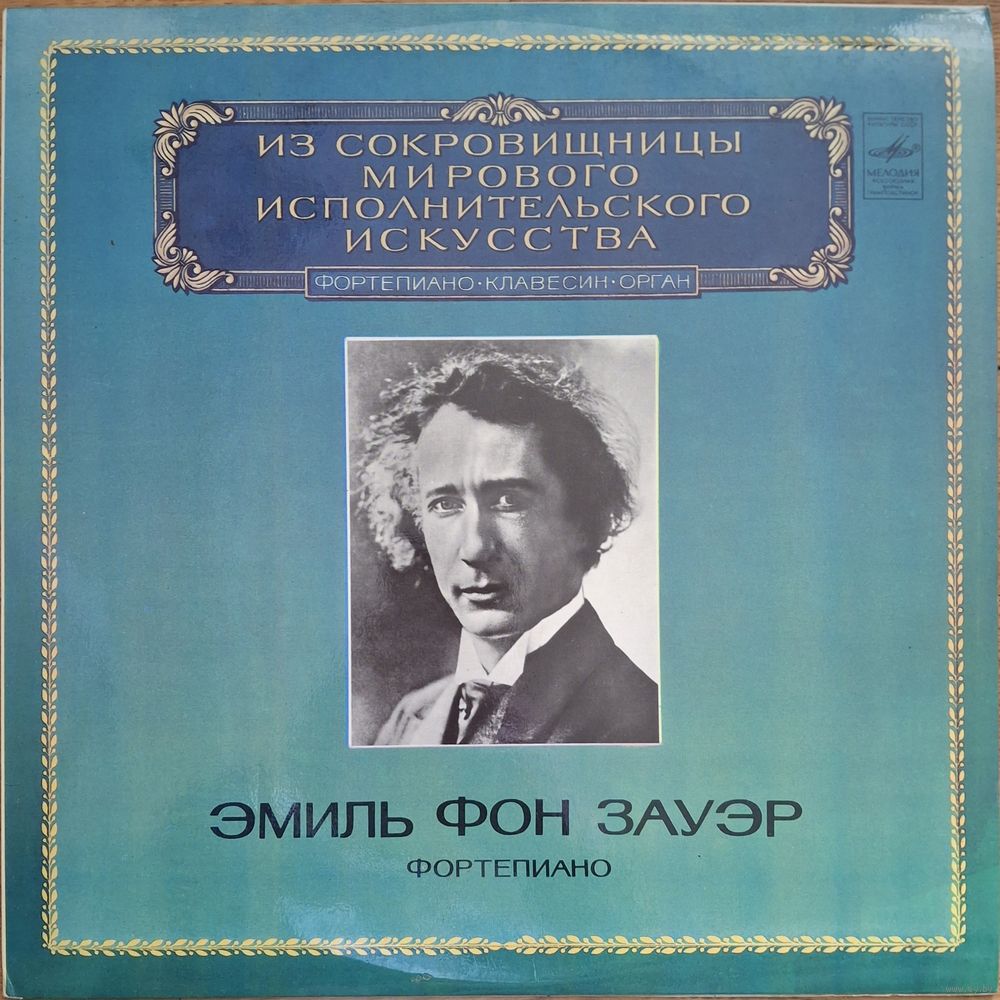 ИЗ СОКРОВИЩНИЦЫ
МИРОВОГО
ИСПОЛНИТЕЛЬСКОГО
ИСКУССТВА
ФОРТЕПИАНО·КЛАВЕСИН·ОРГАН
МЕЛОДИЯ
ЭМИЛЬ ФОН ЗАУЭР
ФОРТЕПИАНО